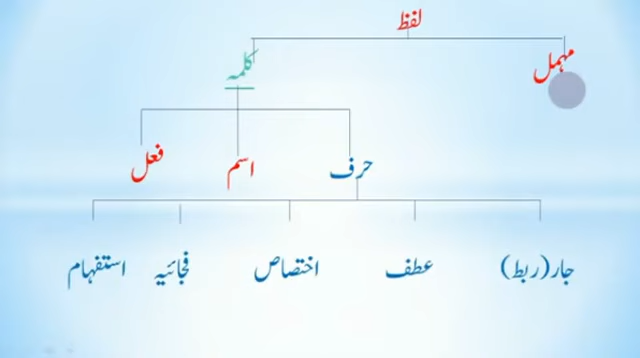 لفظ
مہمل
کلمہ
حرف
اسم
فعل
جار(ربط)
عطف
اختصاص
فجائیہ
استفہام